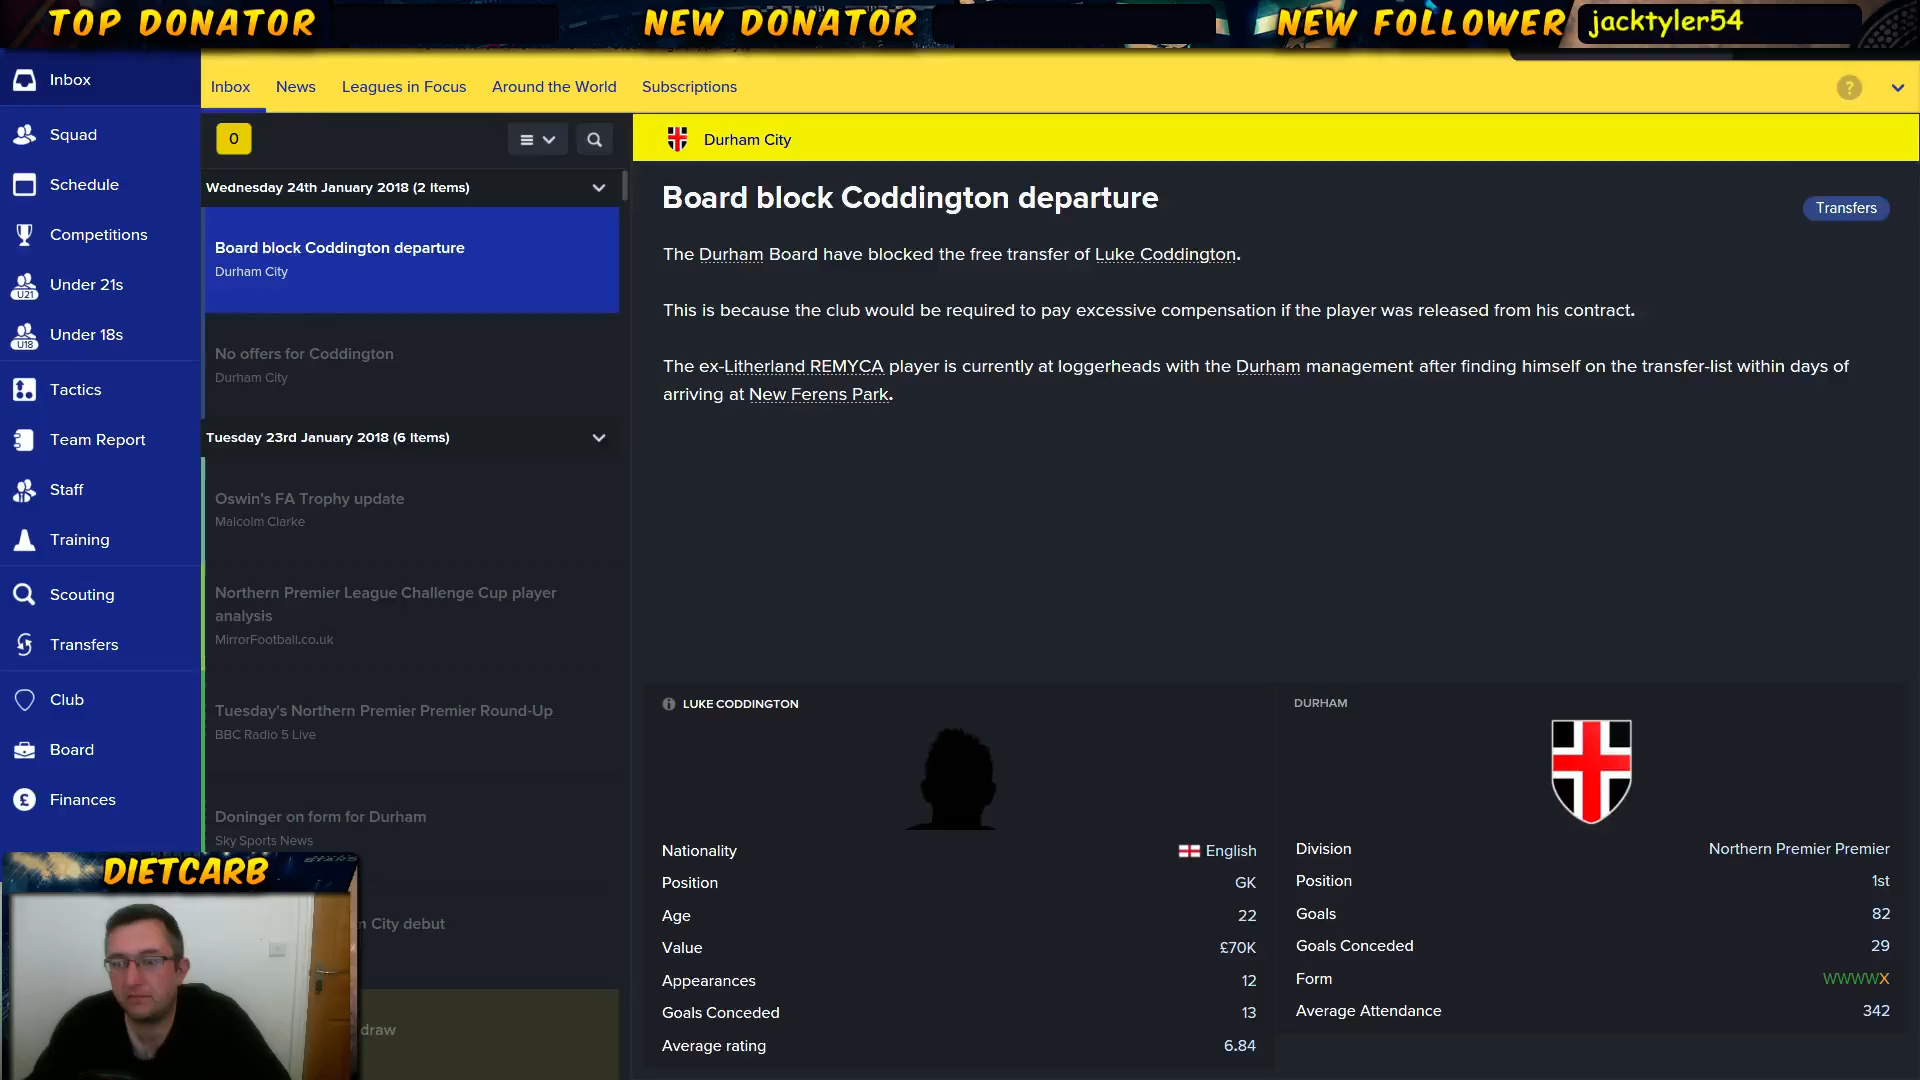 TOP DONATOR
NEW DONATOR
NEW FOLLOWER
jacktyler54
Inbox
Squad
Schedule
Competitions
U21
Under 21s
U18
Under 18s
Tactics
Team Report
Staff
Training
Scouting
Transfers
Club
Board
£
Finances
Inbox
News
Leagues in Focus
Around the World
Subscriptions
?
0
Wednesday 24th January 2018 (2 Items)
Board block Coddington departure
Durham City
No offers for Coddington
Durham City
Tuesday 23rd January 2018 (6 Items)
Oswin's FA Trophy update
Malcolm Clarke
Northern Premier League Challenge Cup player
analysis
MirrorFootball.co.uk
Tuesday's Northern Premier Premier Round-Up
BBC Radio 5 Live
Doninger on form for Durham
Sky Sports News
City debut
draw
DIETCARB
Durham City
Board block Coddington departure
Transfers
The Durham Board have blocked the free transfer of Luke Coddington.
This is because the club would be required to pay excessive compensation if the player was released from his contract.
The ex-Litherland REMYCA player is currently at loggerheads with the Durham management after finding himself on the transfer-list within days of
arriving at New Ferens Park.
LUKE CODDINGTON
Nationality English
Position GK
Age 22
Value £70K
Appearances 12
Goals Conceded 13
Average rating 6.84
DURHAM
Division Northern Premier Premier
Position 1st
Goals 82
Goals Conceded 29
Form WWWWX
Average Attendance 342